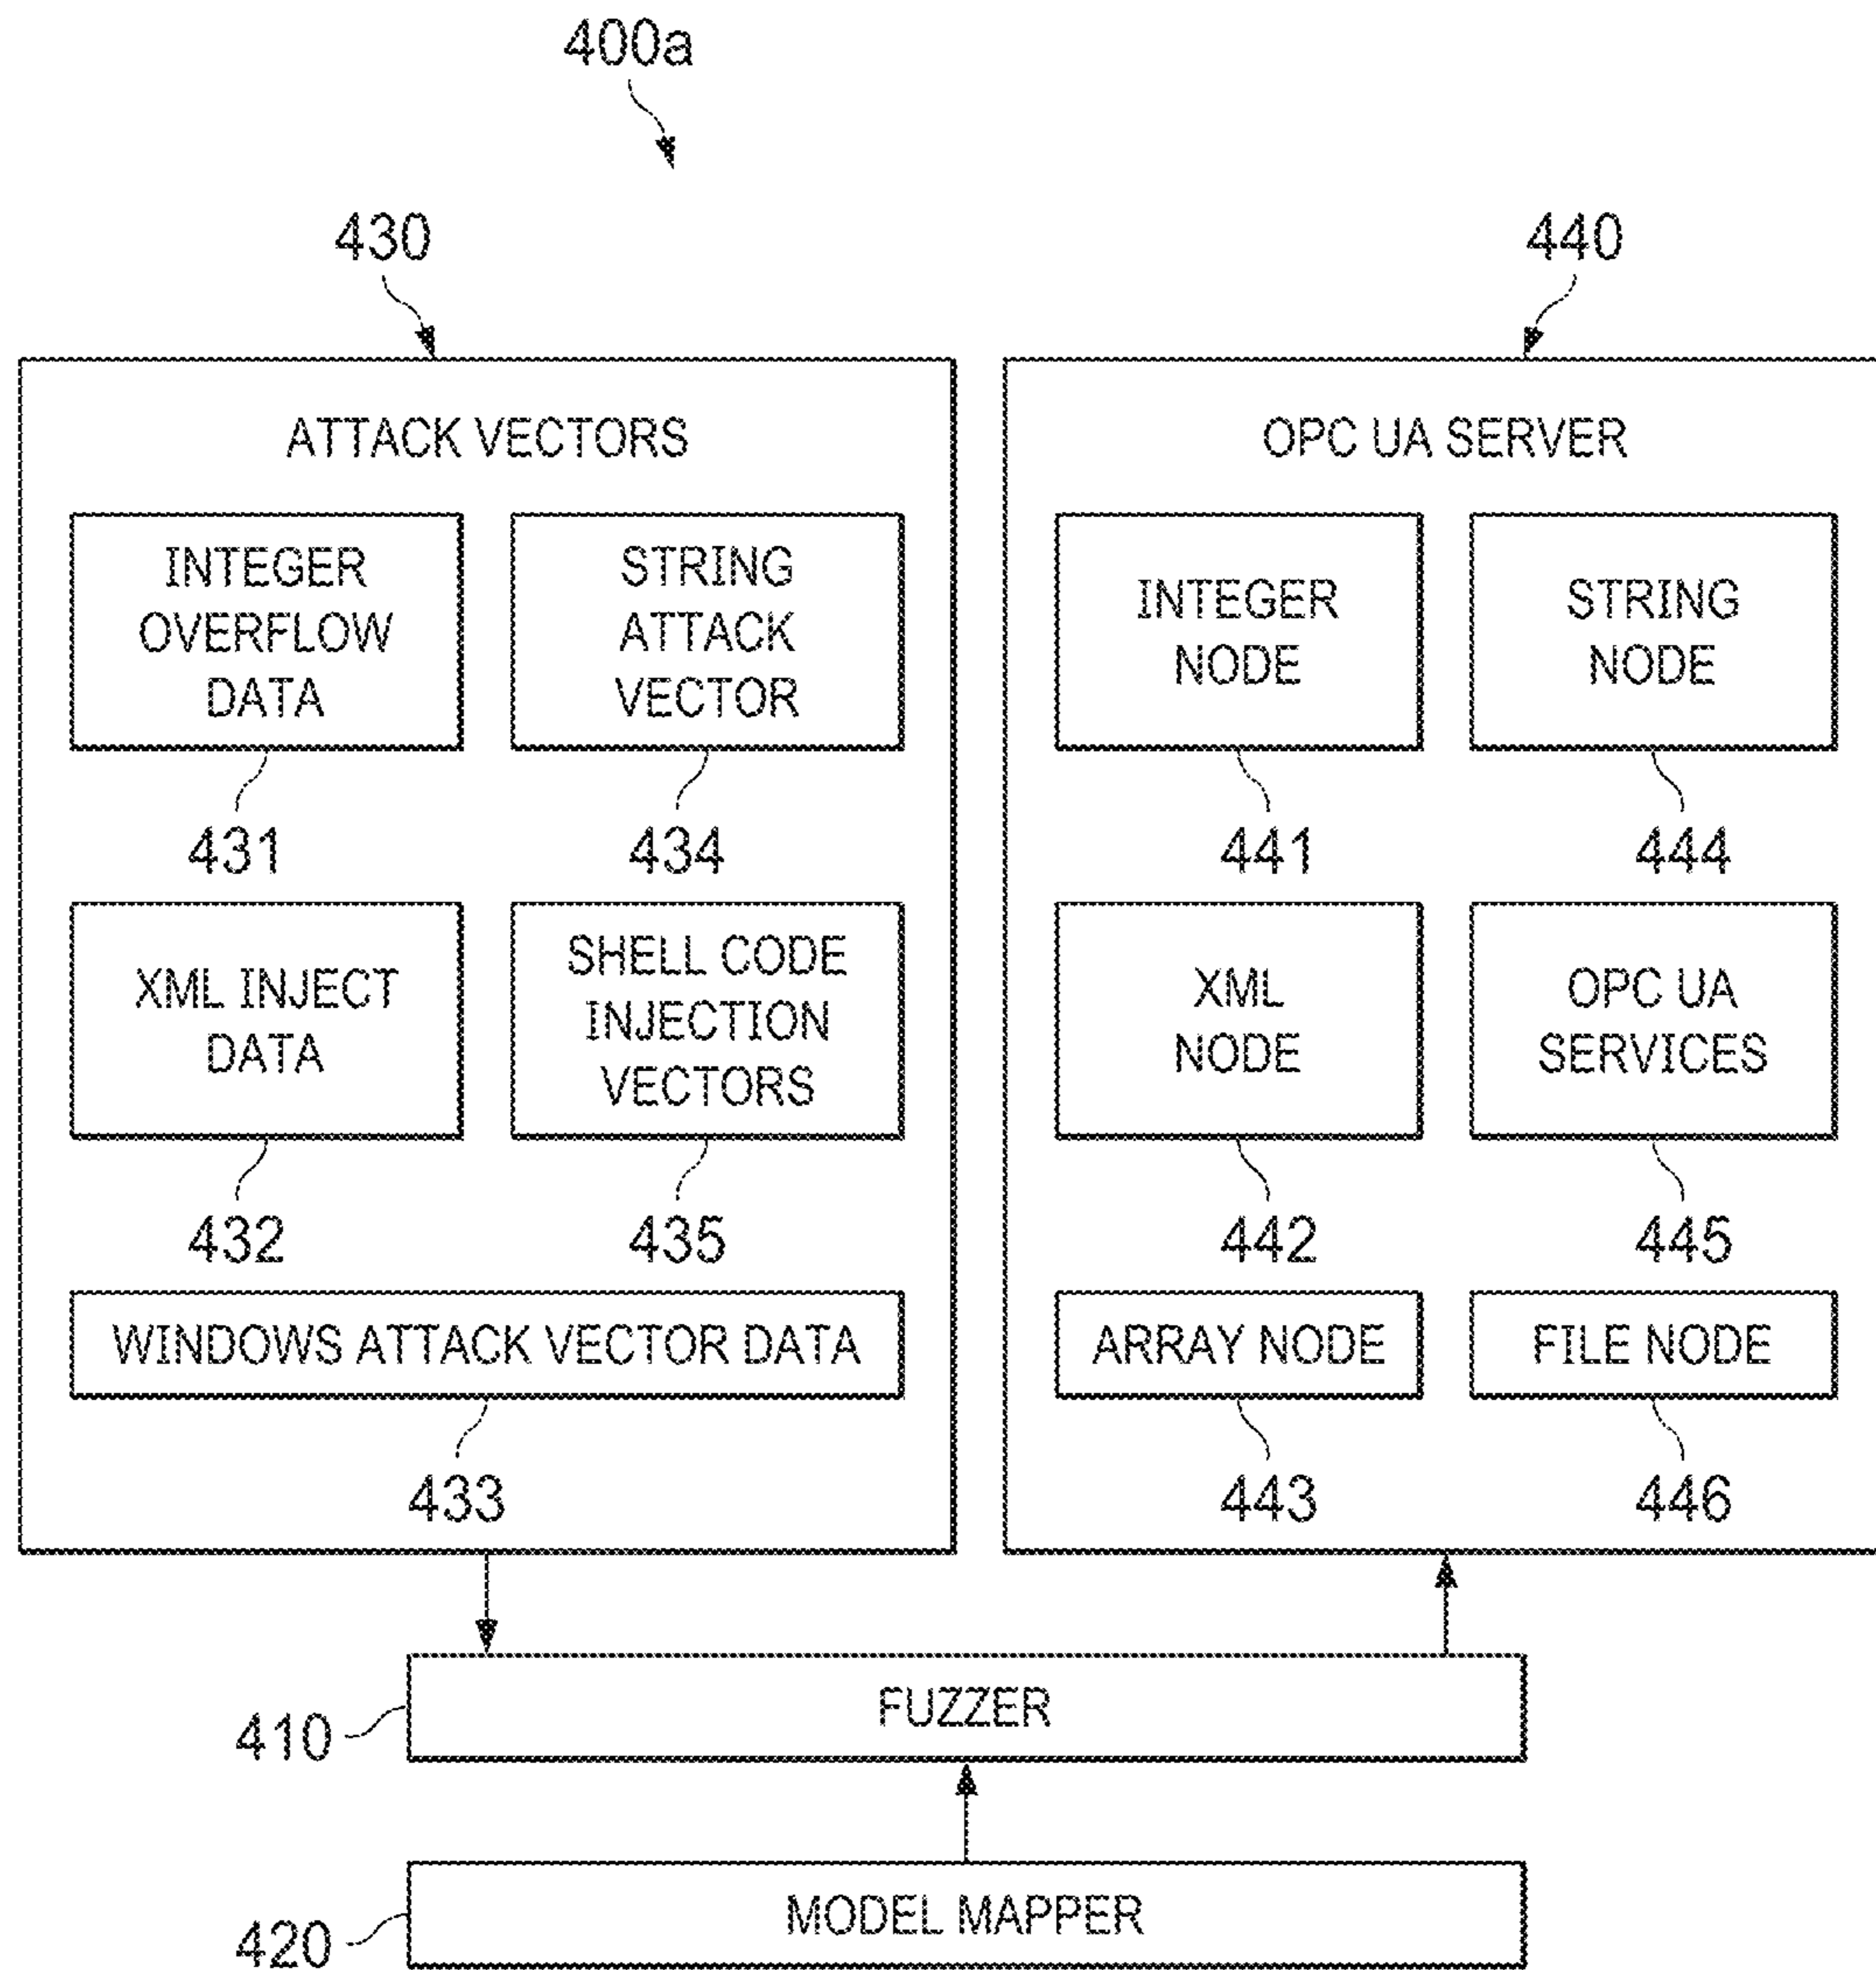 400a
430
440
ATTACK VECTORS
INTEGER
OVERFLOW
DATA
431
STRING
ATTACK
VECTOR
434
XML INJECT
DATA
432
SHELL CODE
INJECTION
VECTORS
435
WINDOWS ATTACK VECTOR DATA
433
OPC UA SERVER
INTEGER
NODE
441
STRING
NODE
444
XML
NODE
442
OPC UA
SERVICES
445
ARRAY NODE
443
FILE NODE
446
FUZZER
410
MODEL MAPPER
420